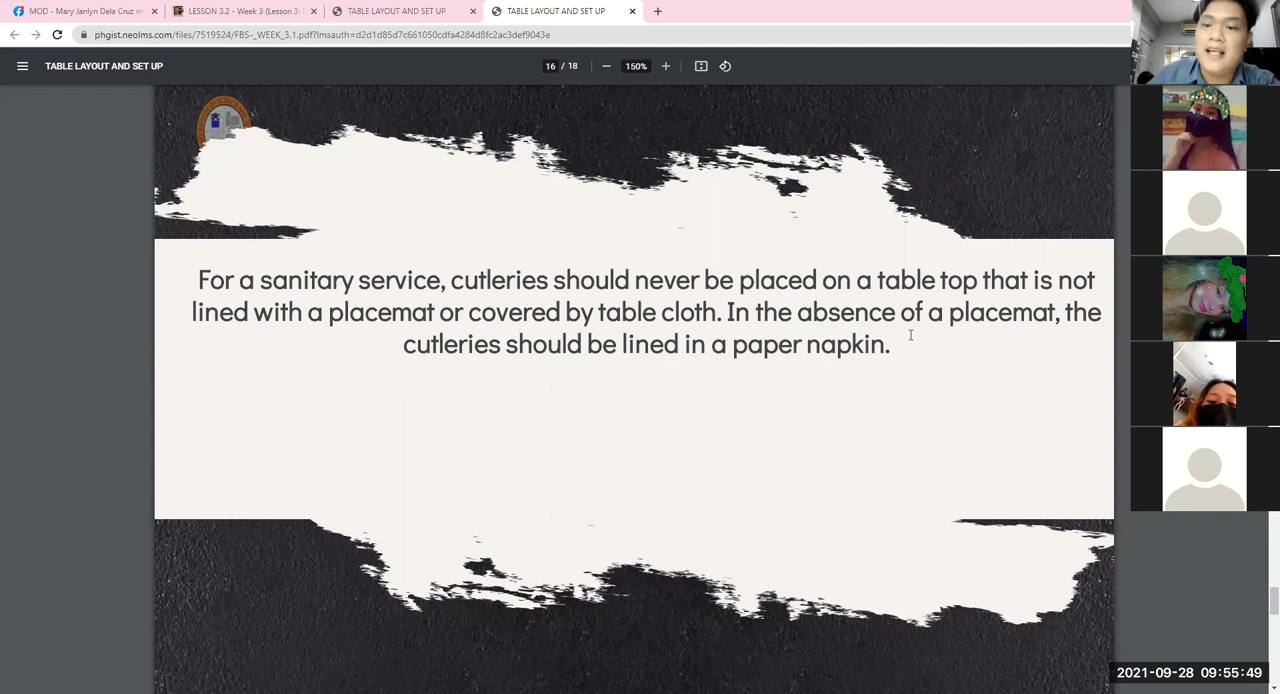 MOD - Mary Janlyn Dela Cruz m
LESSON 3.2 - Week 3 (Lesson 3:
TABLE LAYOUT AND SET UP
TABLE LAYOUT AND SET UP
phgist.neolms.com/files/7519524/FBS-_WEEK_3.1.pdf?lmsauth=d2d1d85d7c661050cdfa4284d8fc2ac3def9043e
TABLE LAYOUT AND SET UP
16 / 18
150%
For a sanitary service, cutleries should never be placed on a table top that is not
lined with a placemat or covered by table cloth. In the absence of a placemat, the
cutleries should be lined in a paper napkin.
2021-09-28 09:55:49